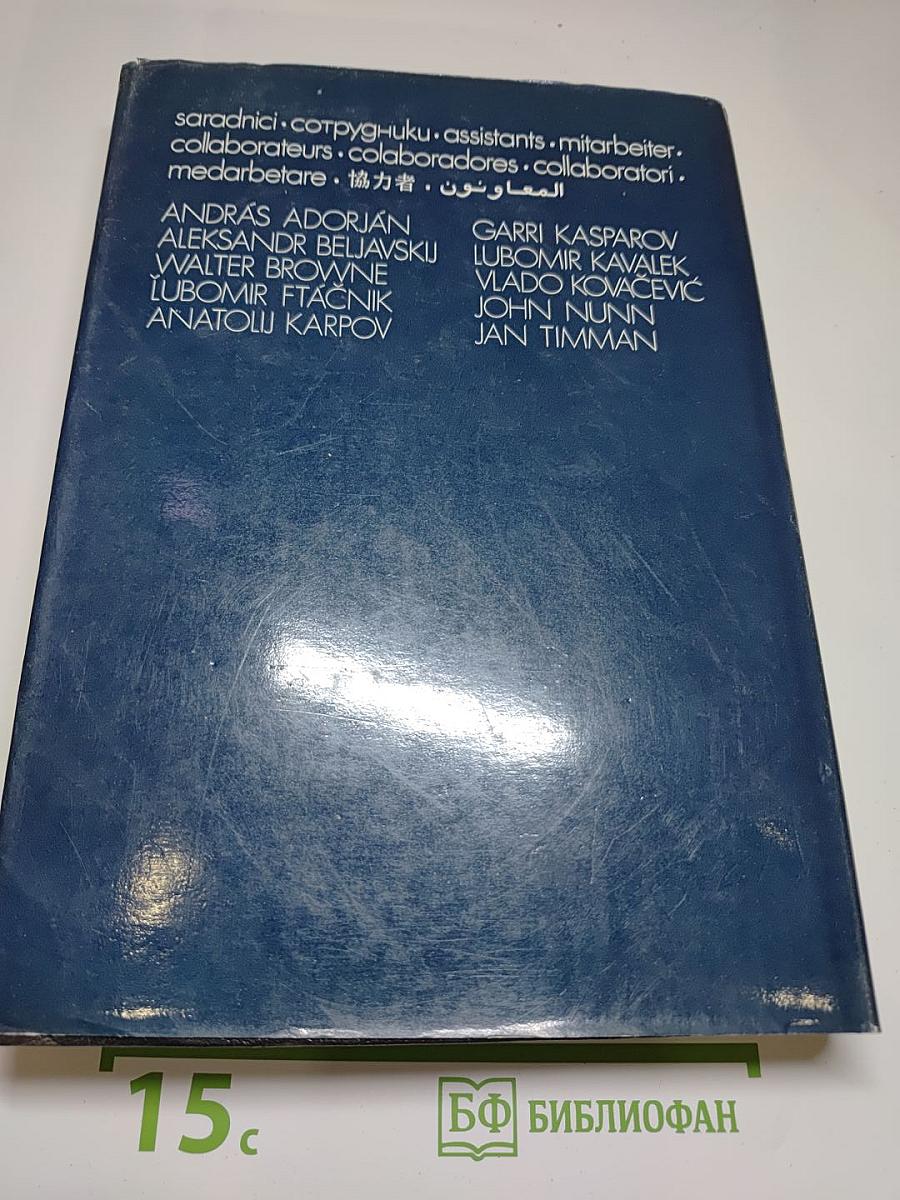 saradnici · сотрудники · assistants · mitarbeiter ·
collaborateurs · colaboradores · collaboratori ·
medarbetare · 協力者 · المعاونون
ANDRÁS ADORJÁN
ALEKSANDR BELJAVSKIJ
WALTER BROWNE
ĽUBOMIR FTÁČNIK
ANATOLIJ KARPOV
GARRI KASPAROV
LUBOMIR KAVALEK
VLADO KOVAČEVIĆ
JOHN NUNN
JAN TIMMAN
15 с
БФ БИБЛИОФАН